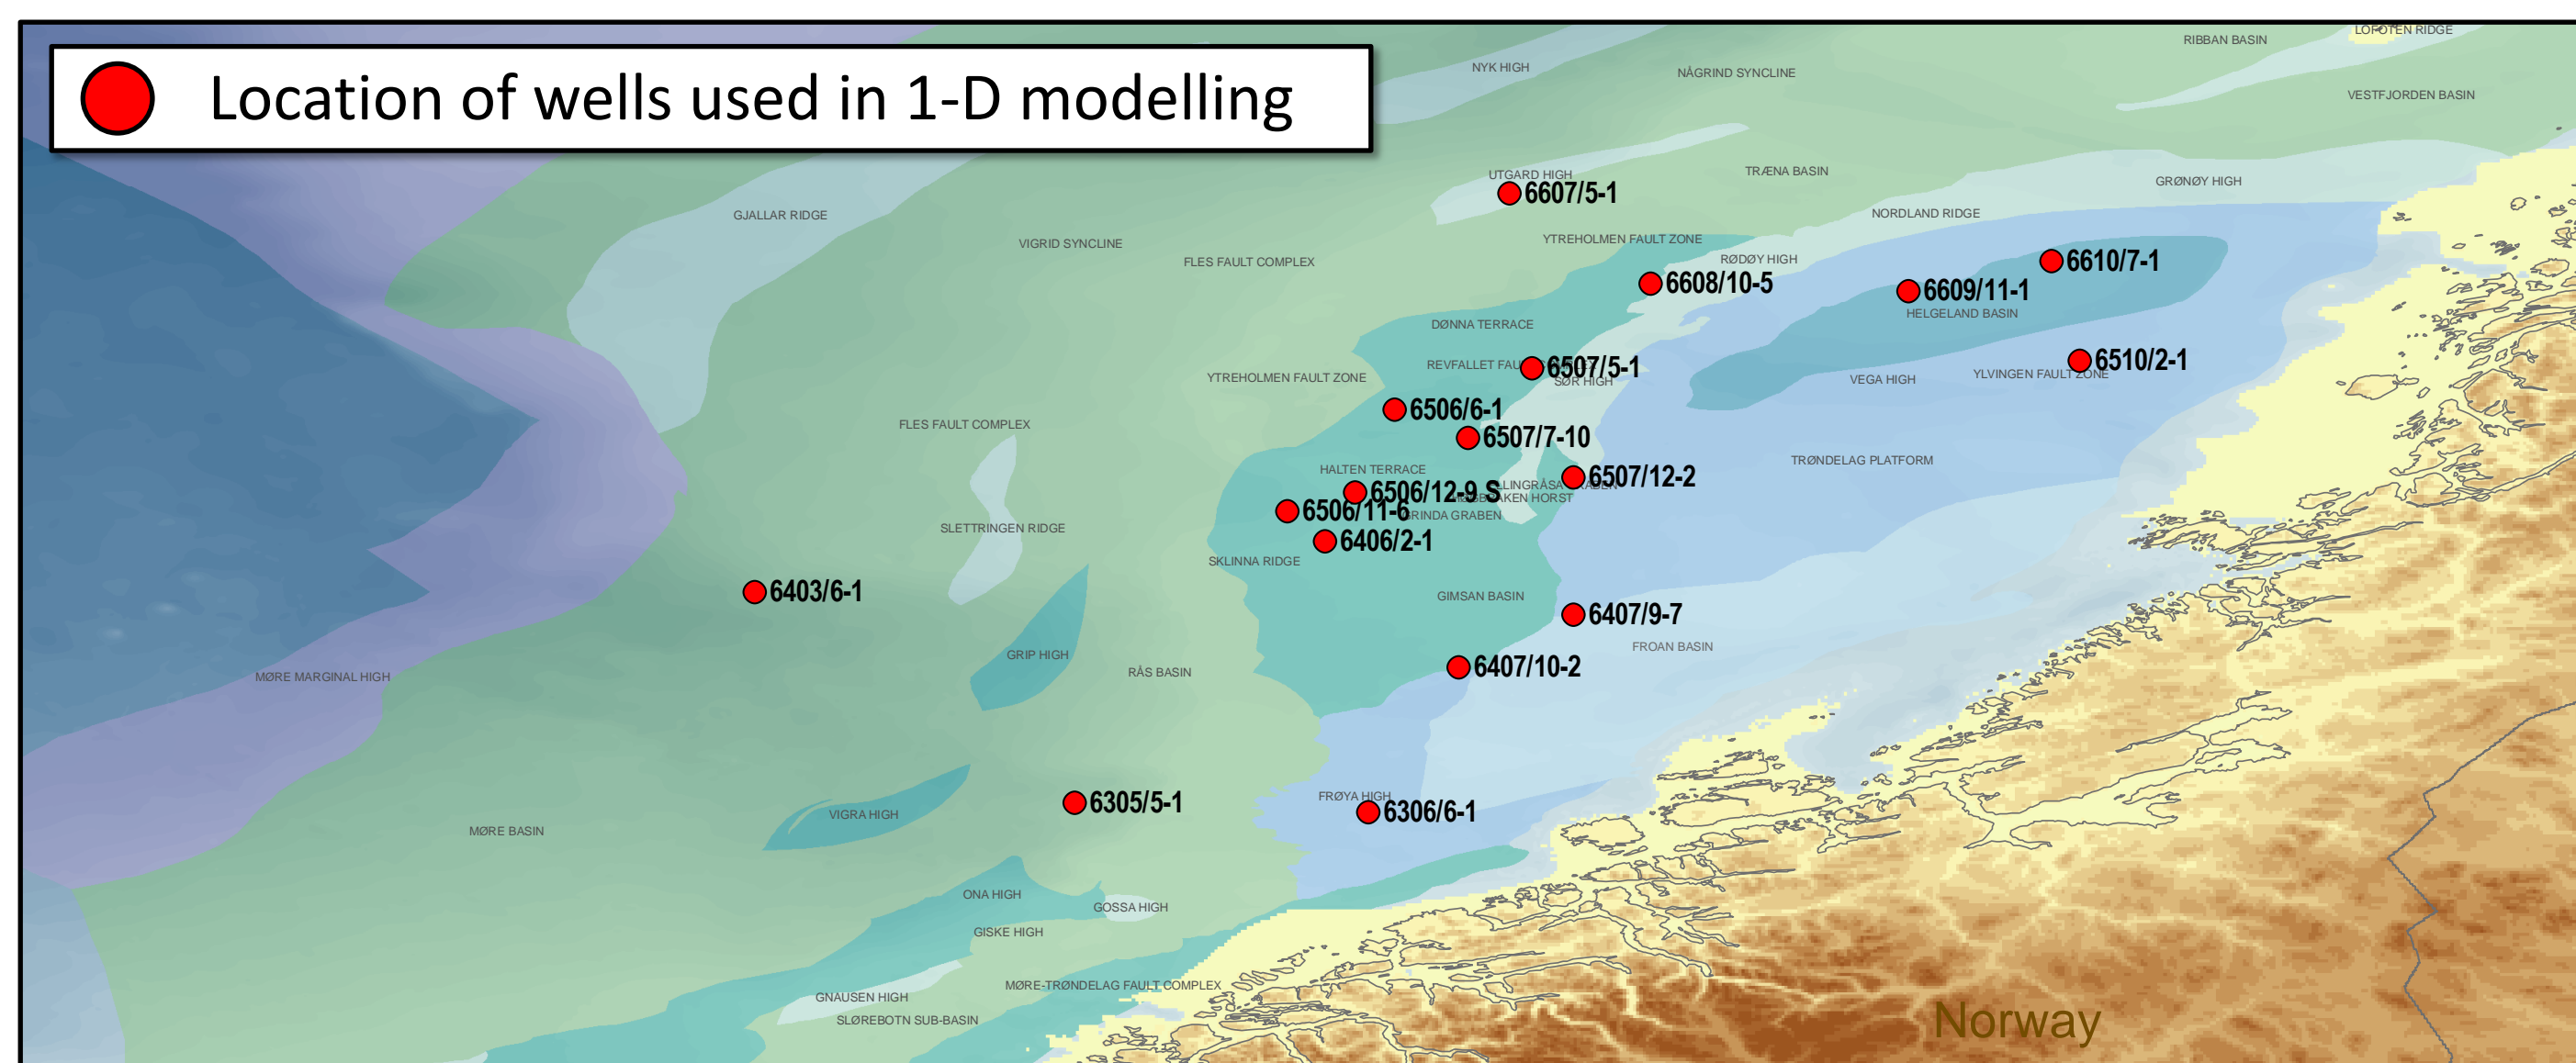 LOFOTEN RIDGE
RIBBAN BASIN
Location of wells used in 1-D modelling
NYK HIGH
NÅGRIND SYNCLINE
VESTFJORDEN BASIN
UTGARD HIGH
TRÆNA BASIN
GRØNØY HIGH
6607/5-1
GJALLAR RIDGE
NORDLAND RIDGE
VIGRID SYNCLINE
YTREHOLMEN FAULT ZONE
FLES FAULT COMPLEX
RØDØY HIGH
6610/7-1
6608/10-5
6609/11-1
HELGELAND BASIN
DØNNA TERRACE
6510/2-1
REVFALLET
6507/5-1
YTREHOLMEN FAULT ZONE
SØR HIGH
VEGA HIGH
YLVINGEN FAULT ZONE
6506/6-1
FLES FAULT COMPLEX
6507/7-10
TRØNDELAG PLATFORM
HALTEN TERRACE
6507/12-2
6506/12-9 S
HORST
6506/11-6
GRINDA GRABEN
SLETTRINGEN RIDGE
6406/2-1
SKLINNA RIDGE
6403/6-1
GIMSAN BASIN
6407/9-7
FROAN BASIN
GRIP HIGH
6407/10-2
RÅS BASIN
MØRE MARGINAL HIGH
FRØYA HIGH
6305/5-1
6306/6-1
VIGRA HIGH
MØRE BASIN
ONA HIGH
GOSSA HIGH
GISKE HIGH
MØRE-TRØNDELAG FAULT COMPLEX
GNAUSEN HIGH
SLØREBOTN SUB-BASIN
Norway